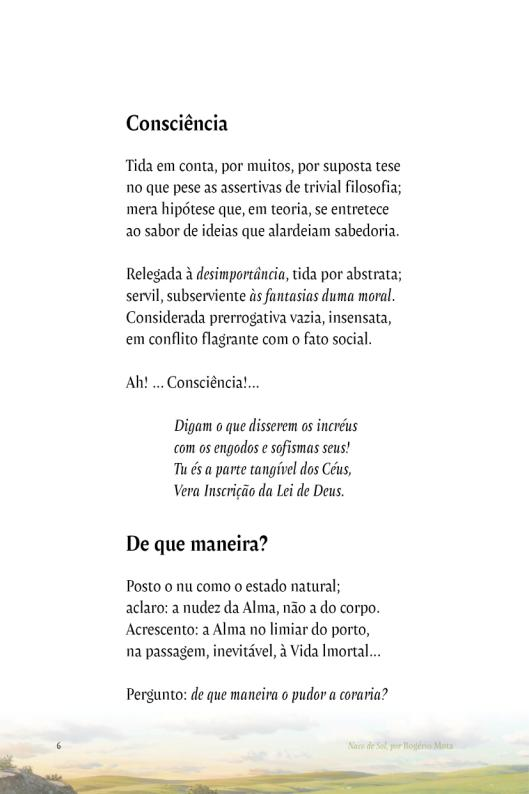 Consciência
Tida em conta, por muitos, por suposta tese
no que pese as assertivas de trivial filosofia;
mera hipótese que, em teoria, se entretece
ao sabor de ideias que alardeiam sabedoria.
Relegada à desimportância, tida por abstrata;
servil, subserviente às fantasias duma moral.
Considerada prerrogativa vazia, insensata,
em conflito flagrante com o fato social.
Ah! ... Consciência!...
Digam o que disserem os incréus
com os engodos e sofismas seus!
Tu és a parte tangível dos Céus,
Vera Inscrição da Lei de Deus.
De que maneira?
Posto o nu como o estado natural;
aclaro: a nudez da Alma, não a do corpo.
Acrescento: a Alma no limiar do porto,
na passagem, inevitável, à Vida lmortal...
Pergunto: de que maneira o pudor a coraria?
6
Naco de Sol, por Rogério Mota